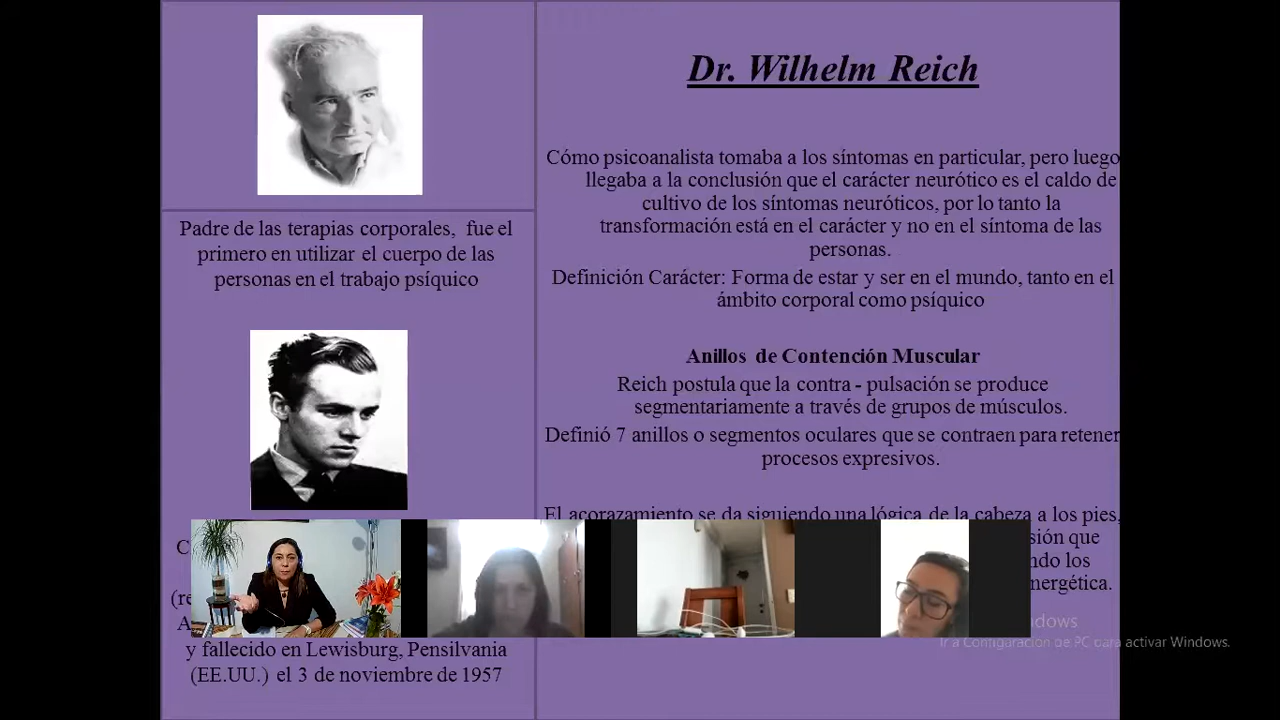 Padre de las terapias corporales, fue el
primero en utilizar el cuerpo de las
personas en el trabajo psíquico
y fallecido en Lewisburg, Pensilvania
(EE.UU.) el 3 de noviembre de 1957
Dr. Wilhelm Reich
Cómo psicoanalista tomaba a los síntomas en particular, pero luego
llegaba a la conclusión que el carácter neurótico es el caldo de
cultivo de los síntomas neuróticos, por lo tanto la
transformación está en el carácter y no en el síntoma de las
personas.
Definición Carácter: Forma de estar y ser en el mundo, tanto en el
ámbito corporal como psíquico
Anillos de Contención Muscular
Reich postula que la contra - pulsación se produce
segmentariamente a través de grupos de músculos.
Definió 7 anillos o segmentos oculares que se contraen para retener
procesos expresivos.
El acorazamiento se da siguiendo una lógica de la cabeza a los pies,
que
los
Ir a Configuración de PC para activar Windows.